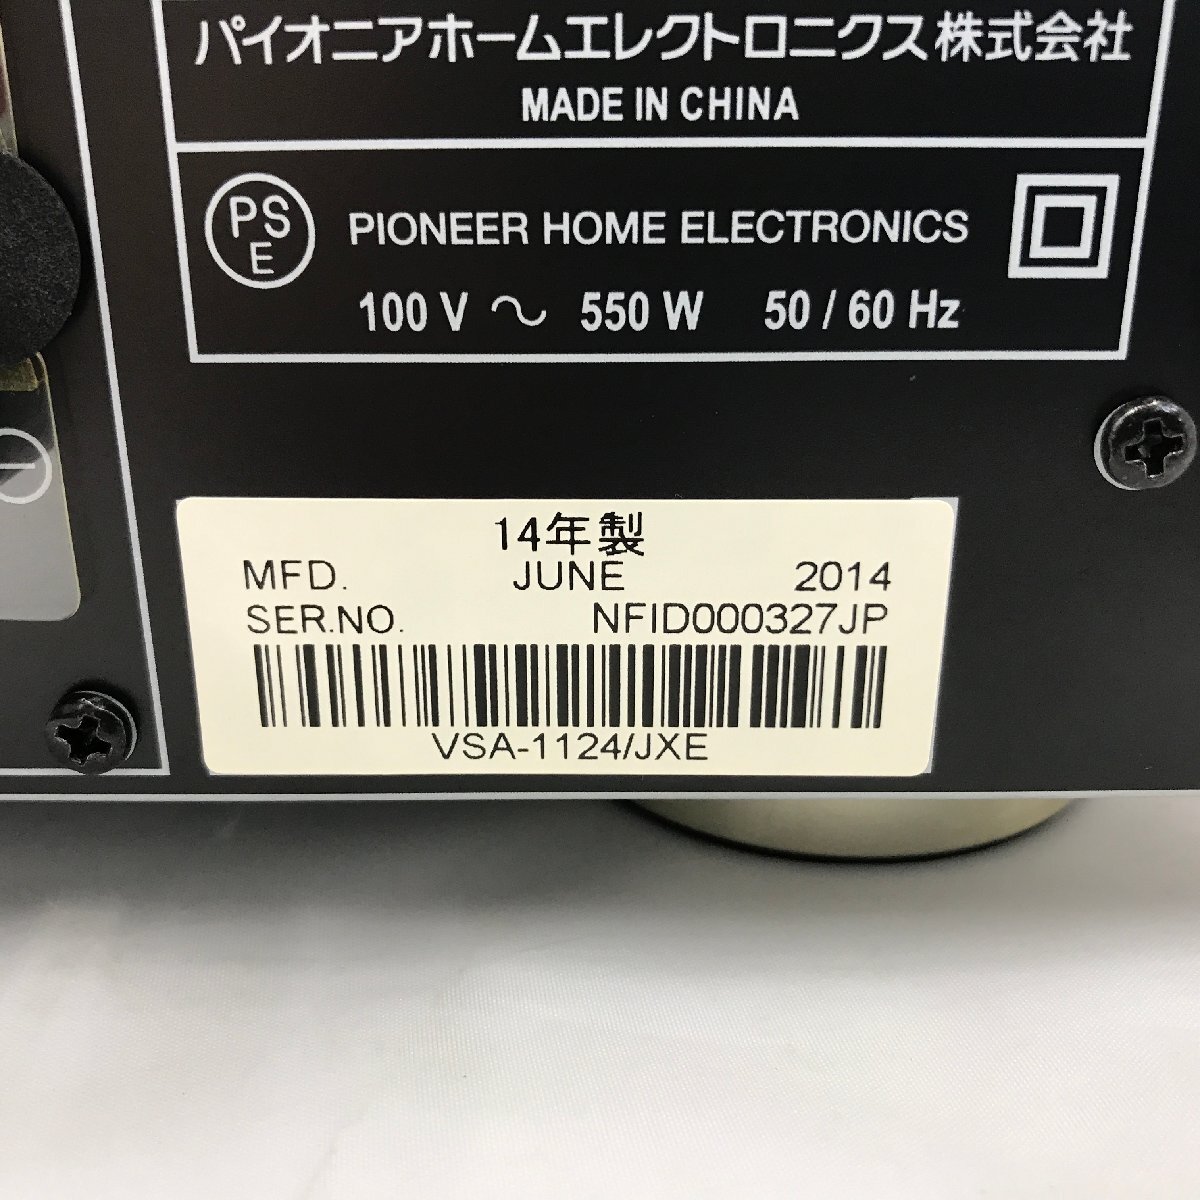 パイオニアホームエレクトロニクス株式会社
MADE IN CHINA
PS E PIONEER HOME ELECTRONICS
100 V ～ 550 W 50 / 60 Hz
14年製
MFD. JUNE 2014
SER.NO. NFID000327JP
VSA-1124/JXE